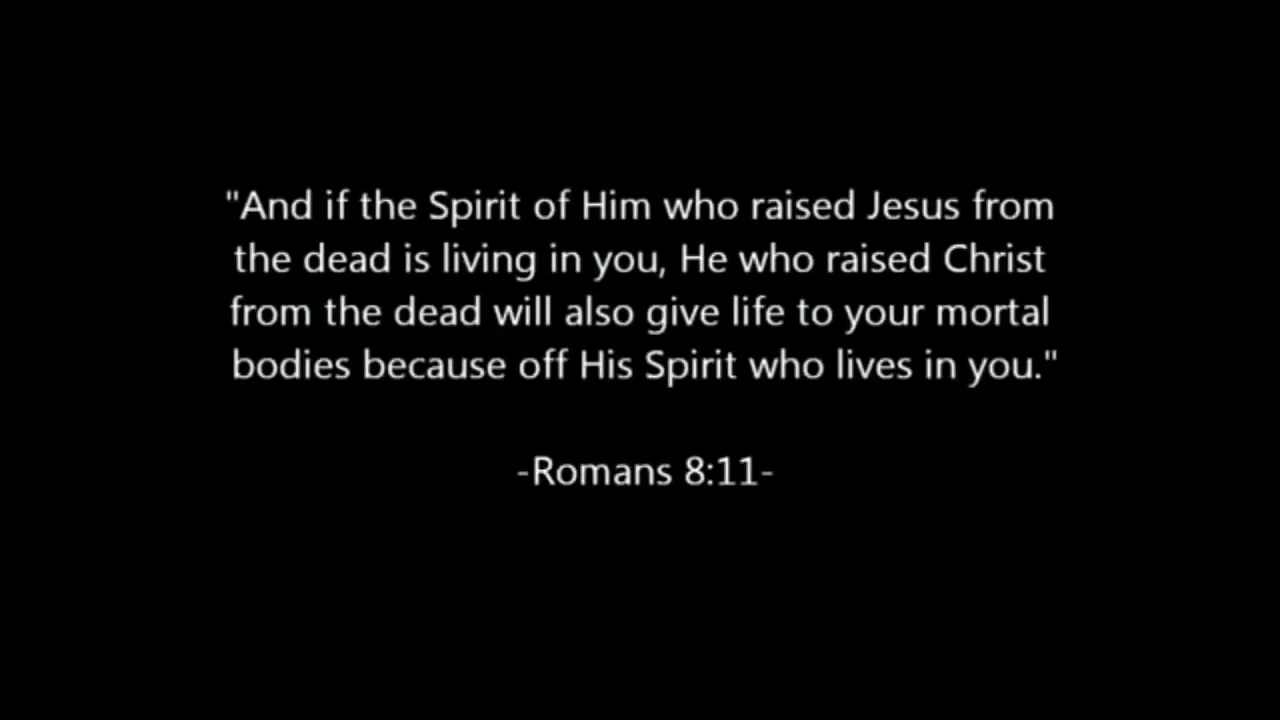 "And if the Spirit of Him who raised Jesus from
the dead is living in you, He who raised Christ
from the dead will also give life to your mortal
bodies because off His Spirit who lives in you."
-Romans 8:11-